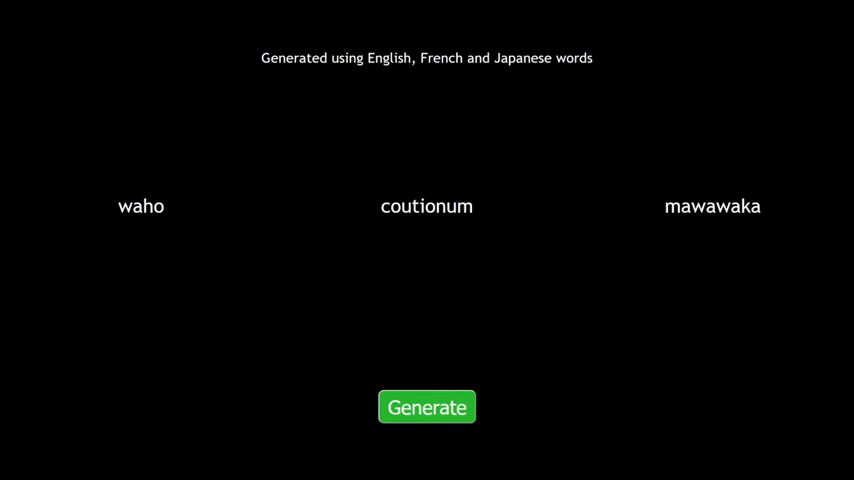 Generated using English, French and Japanese words
waho coutionum mawawaka
Generate